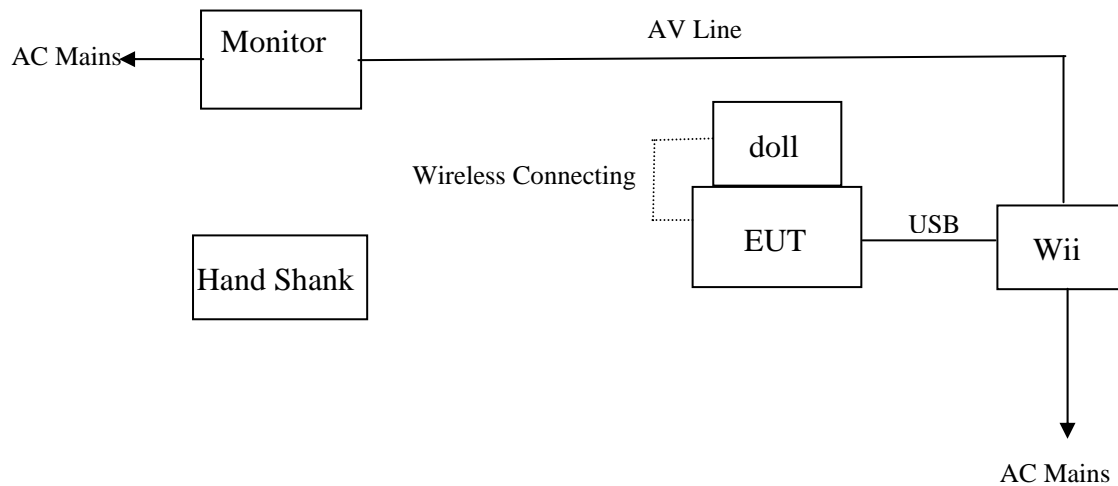 Monitor
AV Line
AC Mains
doll
Wireless Connecting
USB
EUT
Wii
Hand Shank
AC Mains